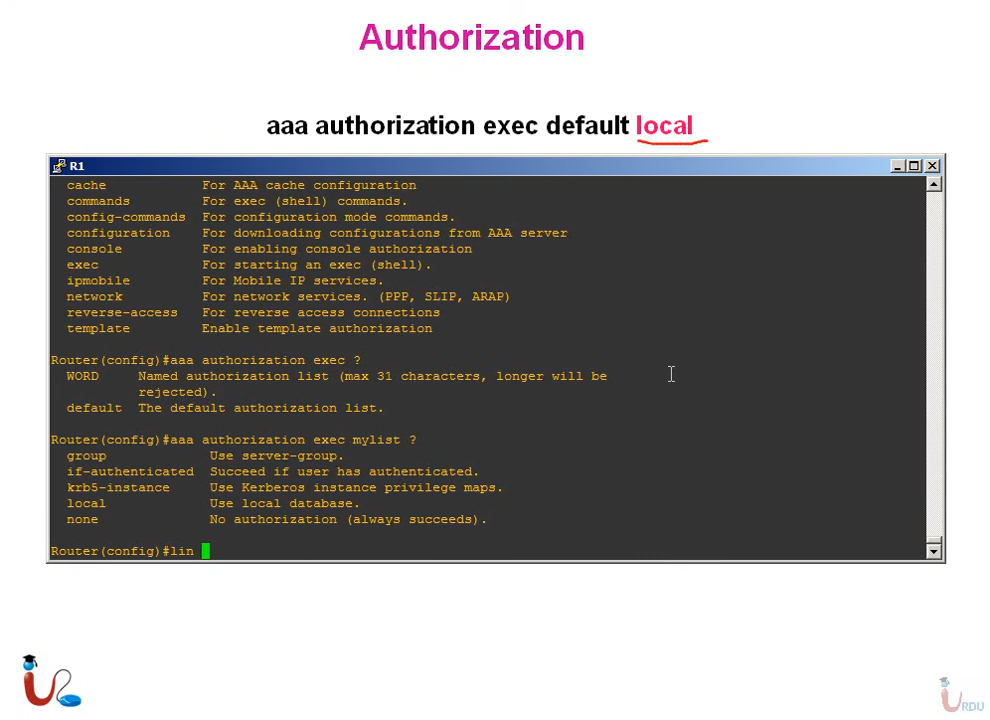 Authorization
aaa authorization exec default local
R1
cache For AAA cache configuration
commands For exec (shell) commands.
config-commands For configuration mode commands.
configuration For downloading configurations from AAA server
console For enabling console authorization
exec For starting an exec (shell).
ipmobile For Mobile IP services.
network For network services. (PPP, SLIP, ARAP)
reverse-access For reverse access connections
template Enable template authorization
Router(config)#aaa authorization exec ?
WORD Named authorization list (max 31 characters, longer will be
rejected).
default The default authorization list.
Router(config)#aaa authorization exec mylist ?
group Use server-group.
if-authenticated Succeed if user has authenticated.
krb5-instance Use Kerberos instance privilege maps.
local Use local database.
none No authorization (always succeeds).
Router(config)#lin
URDU